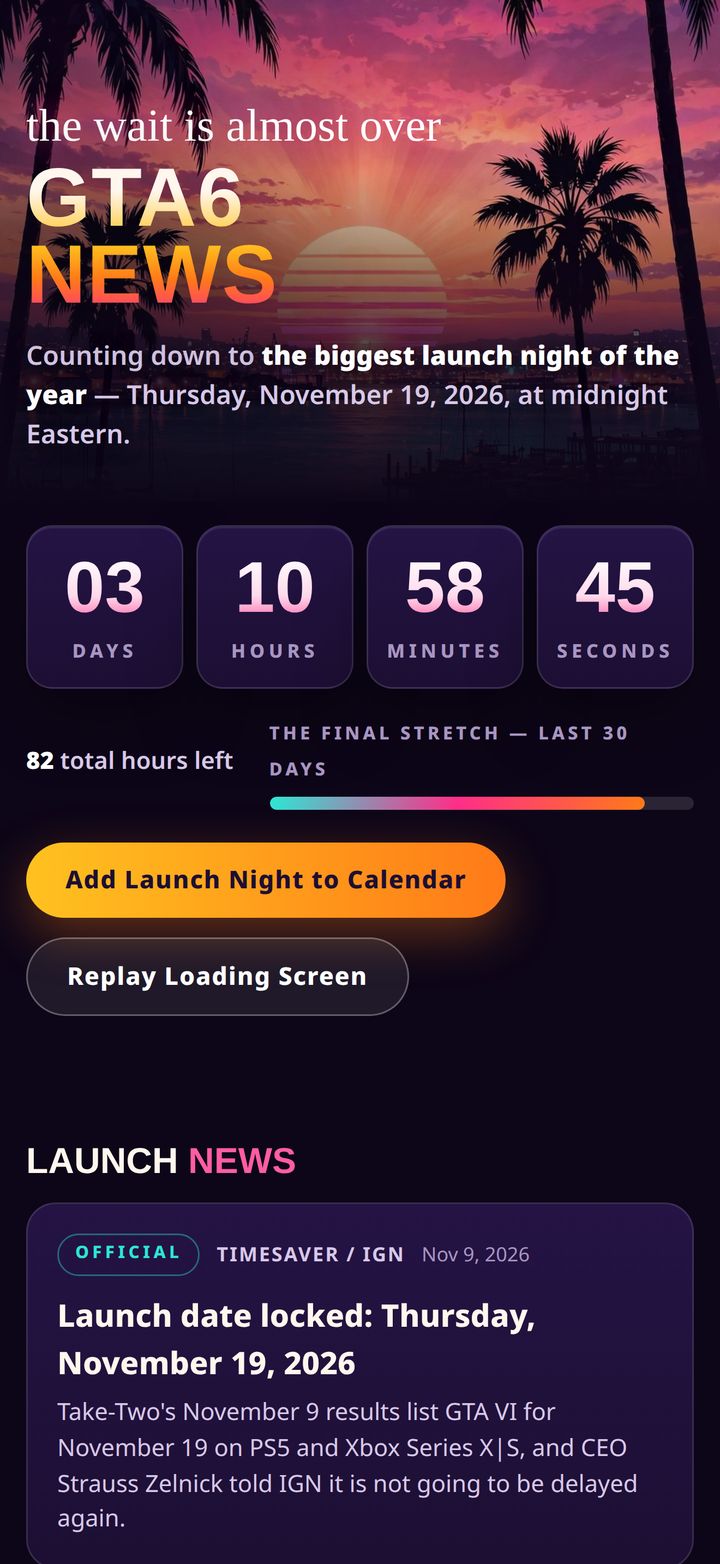 the wait is almost over
GTA6
NEWS
Counting down to the biggest launch night of the
year — Thursday, November 19, 2026, at midnight
Eastern.
03 10 58 45
DAYS HOURS MINUTES SECONDS
82 total hours left
THE FINAL STRETCH — LAST 30
DAYS
Add Launch Night to Calendar
Replay Loading Screen
LAUNCH NEWS
OFFICIAL TIMESAVER / IGN Nov 9, 2026
Launch date locked: Thursday,
November 19, 2026
Take-Two's November 9 results list GTA VI for
November 19 on PS5 and Xbox Series X|S, and CEO
Strauss Zelnick told IGN it is not going to be delayed
again.